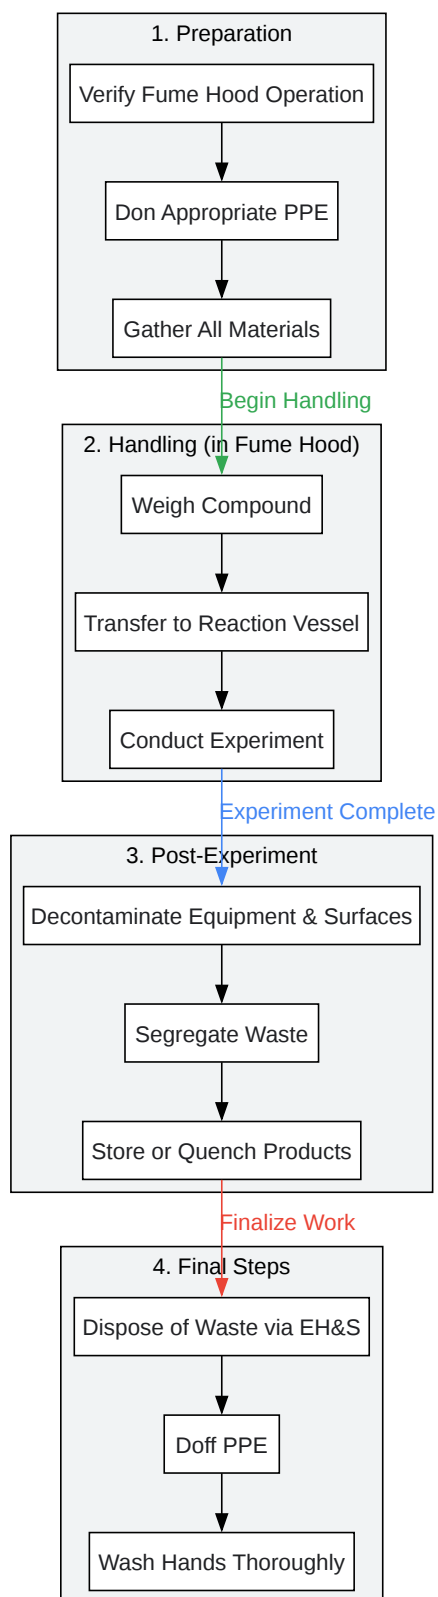 1. Preparation
Verify Fume Hood Operation
Don Appropriate PPE
Gather All Materials
Begin Handling
2. Handling (in Fume Hood)
Weigh Compound
Transfer to Reaction Vessel
Conduct Experiment
Experiment Complete
3. Post-Experiment
Decontaminate Equipment & Surfaces
Segregate Waste
Store or Quench Products
Finalize Work
4. Final Steps
Dispose of Waste via EH&S
Doff PPE
Wash Hands Thoroughly